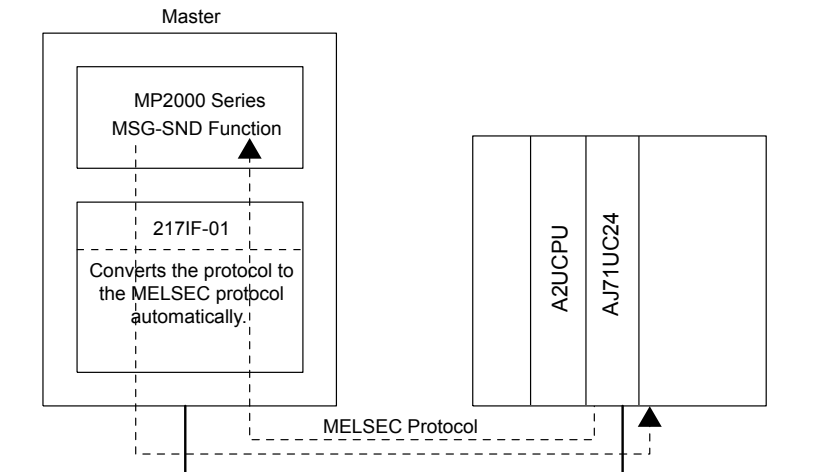 Master
MP2000 Series
MSG-SND Function
217IF-01
Converts the protocol to
the MELSEC protocol
automatically.
A2UCPU
AJ71UC24
MELSEC Protocol